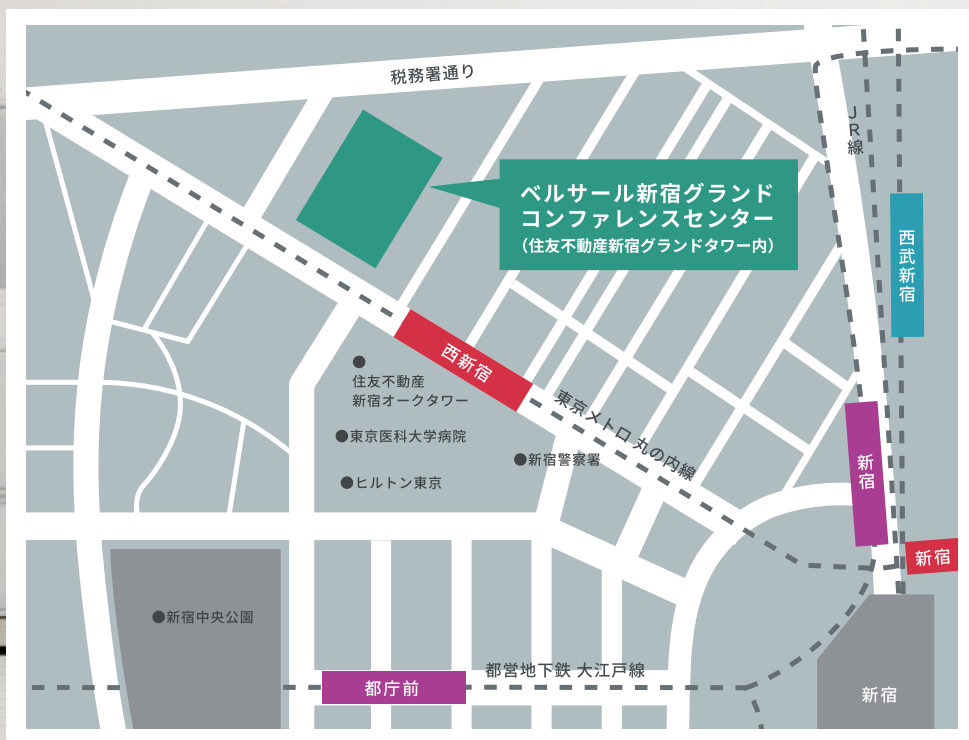 税務署通り
JR線
ベルサール新宿グランド
コンファレンスセンター
（住友不動産新宿グランドタワー内）
西武新宿
西新宿
●
住友不動産
新宿オークタワー
東京メトロ 丸の内線
●東京医科大学病院
●新宿警察署
●ヒルトン東京
新宿
新宿
●新宿中央公園
都営地下鉄 大江戸線
都庁前
新宿